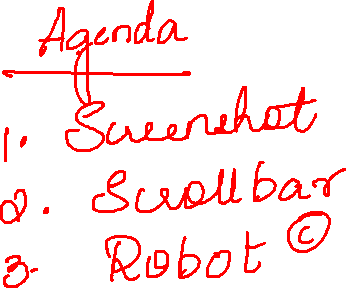 Agenda
1. Screenshot
2. Scrollbar
3. Robot ©